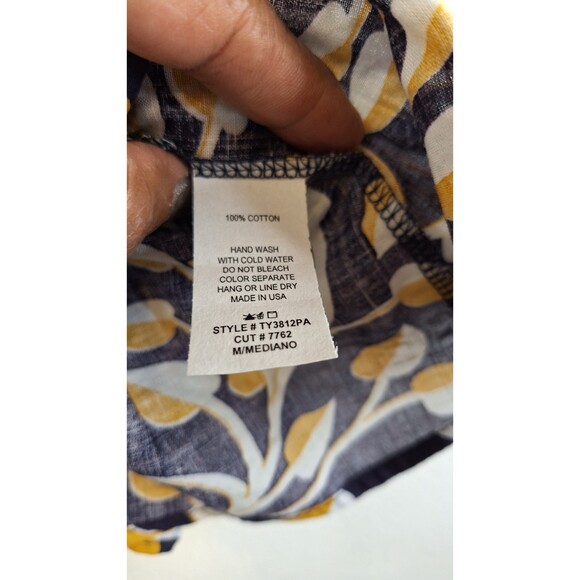 100% COTTON
HAND WASH
WITH COLD WATER
DO NOT BLEACH
COLOR SEPARATE
HANG OR LINE DRY
MADE IN USA
STYLE # TY3812PA
CUT # 7762
M/MEDIANO